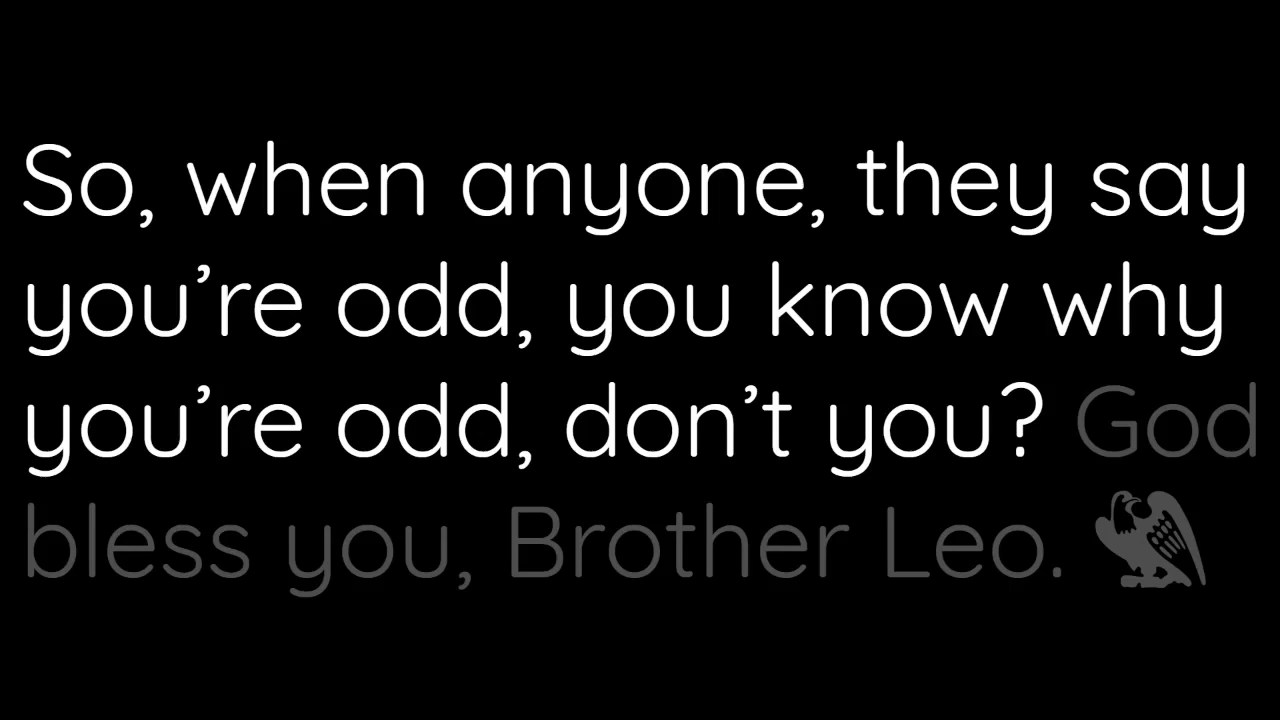 So, when anyone, they say
you’re odd, you know why
you’re odd, don’t you? God
bless you, Brother Leo.